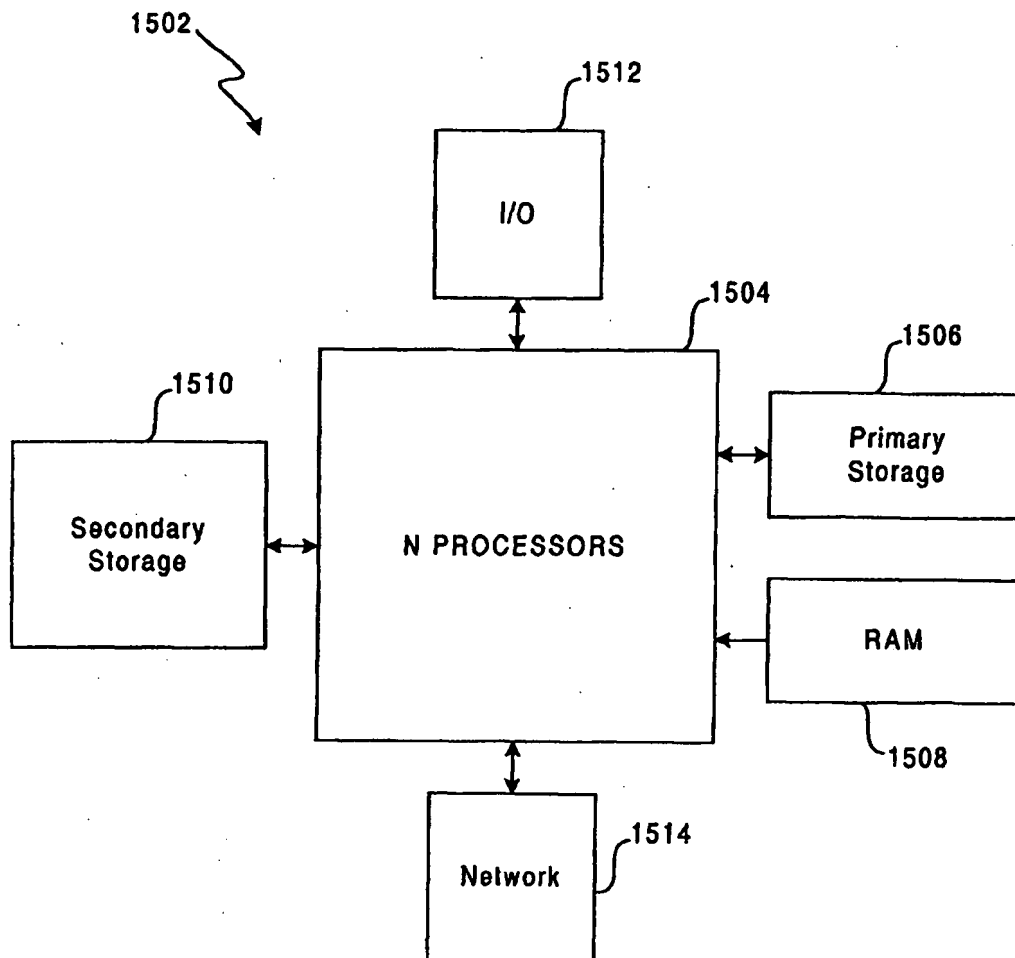 1502
1512
I/O
1504
1506
1510
Primary
Storage
Secondary
Storage
N PROCESSORS
RAM
1508
1514
Network